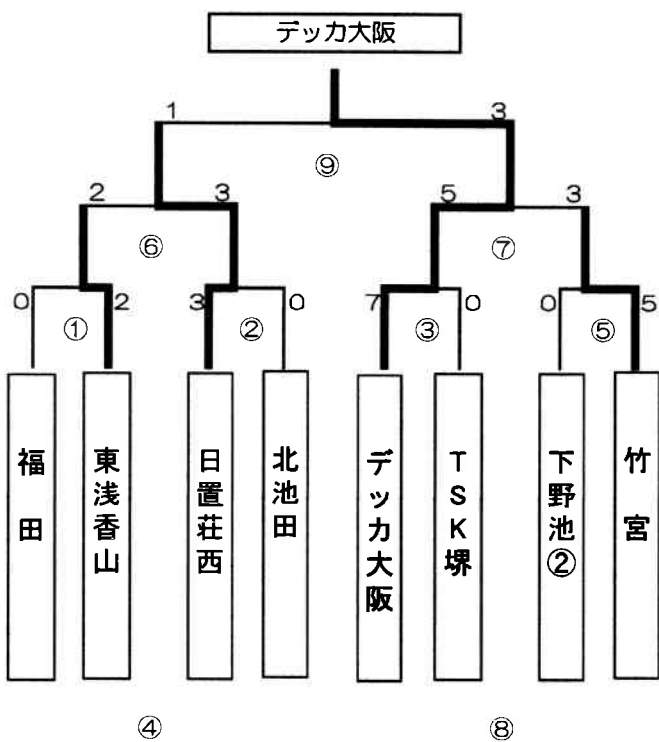 デッカ大阪
1 3
⑨
2 3 5 3
⑥ ⑦
0 2 3 0 7 0 0 5
① ② ③ ⑤
福田
東浅香山
日置荘西
北池田
デッカ大阪
TSK堺
下野池②
竹宮
④ ⑧